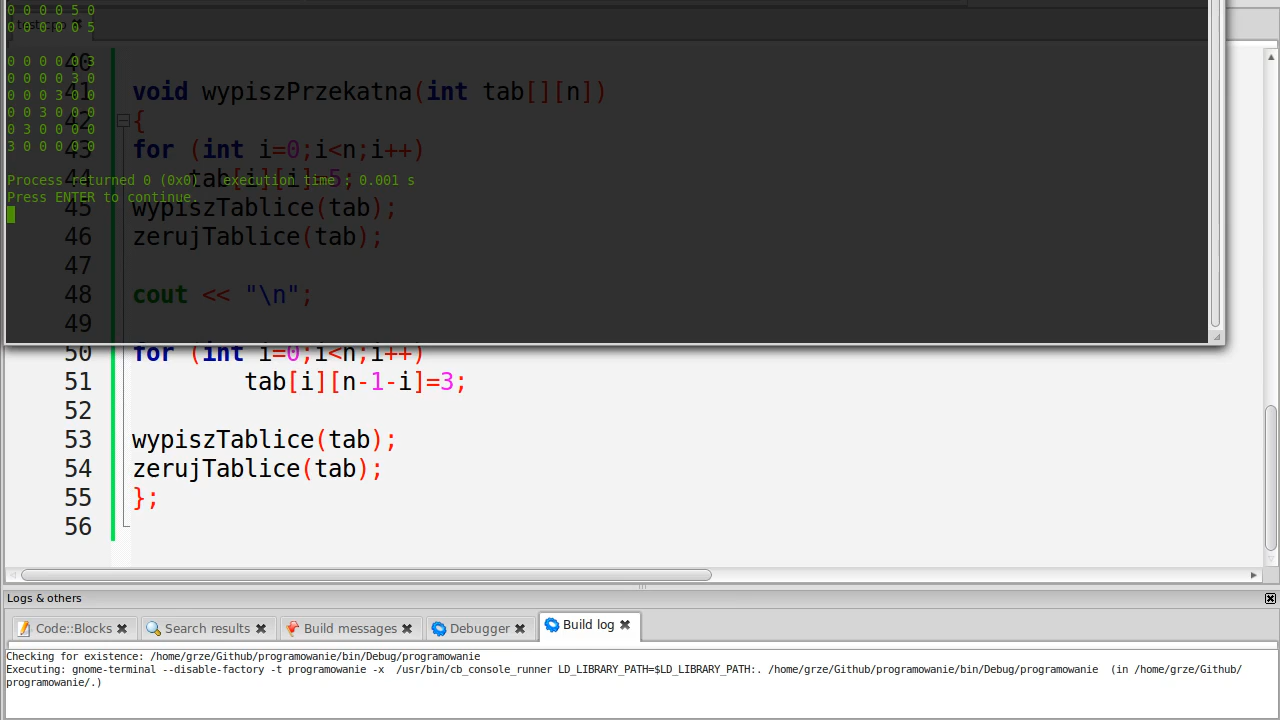 0 0 0 0 5 0
0 0 0 0 0 5
0 0 0 0 0 3
0 0 0 0 3 0
0 0 0 3 0 0
0 0 3 0 0 0
0 3 0 0 0 0
3 0 0 0 0 0
Process returned 0 (0x0)   execution time : 0.001 s
Press ENTER to continue.
40
41 void wypiszPrzekatna(int tab[][n])
42 {
43 for (int i=0;i<n;i++)
44     tab[i][i]=5;
45 wypiszTablice(tab);
46 zerujTablice(tab);
47
48 cout << "\n";
49
50 for (int i=0;i<n;i++)
51         tab[i][n-1-i]=3;
52
53 wypiszTablice(tab);
54 zerujTablice(tab);
55 };
56
Logs & others
Code::Blocks Search results Build messages Debugger Build log
Checking for existence: /home/grze/Github/programowanie/bin/Debug/programowanie
Executing: gnome-terminal --disable-factory -t programowanie -x  /usr/bin/cb_console_runner LD_LIBRARY_PATH=$LD_LIBRARY_PATH:. /home/grze/Github/programowanie/bin/Debug/programowanie  (in /home/grze/Github/
programowanie/.)